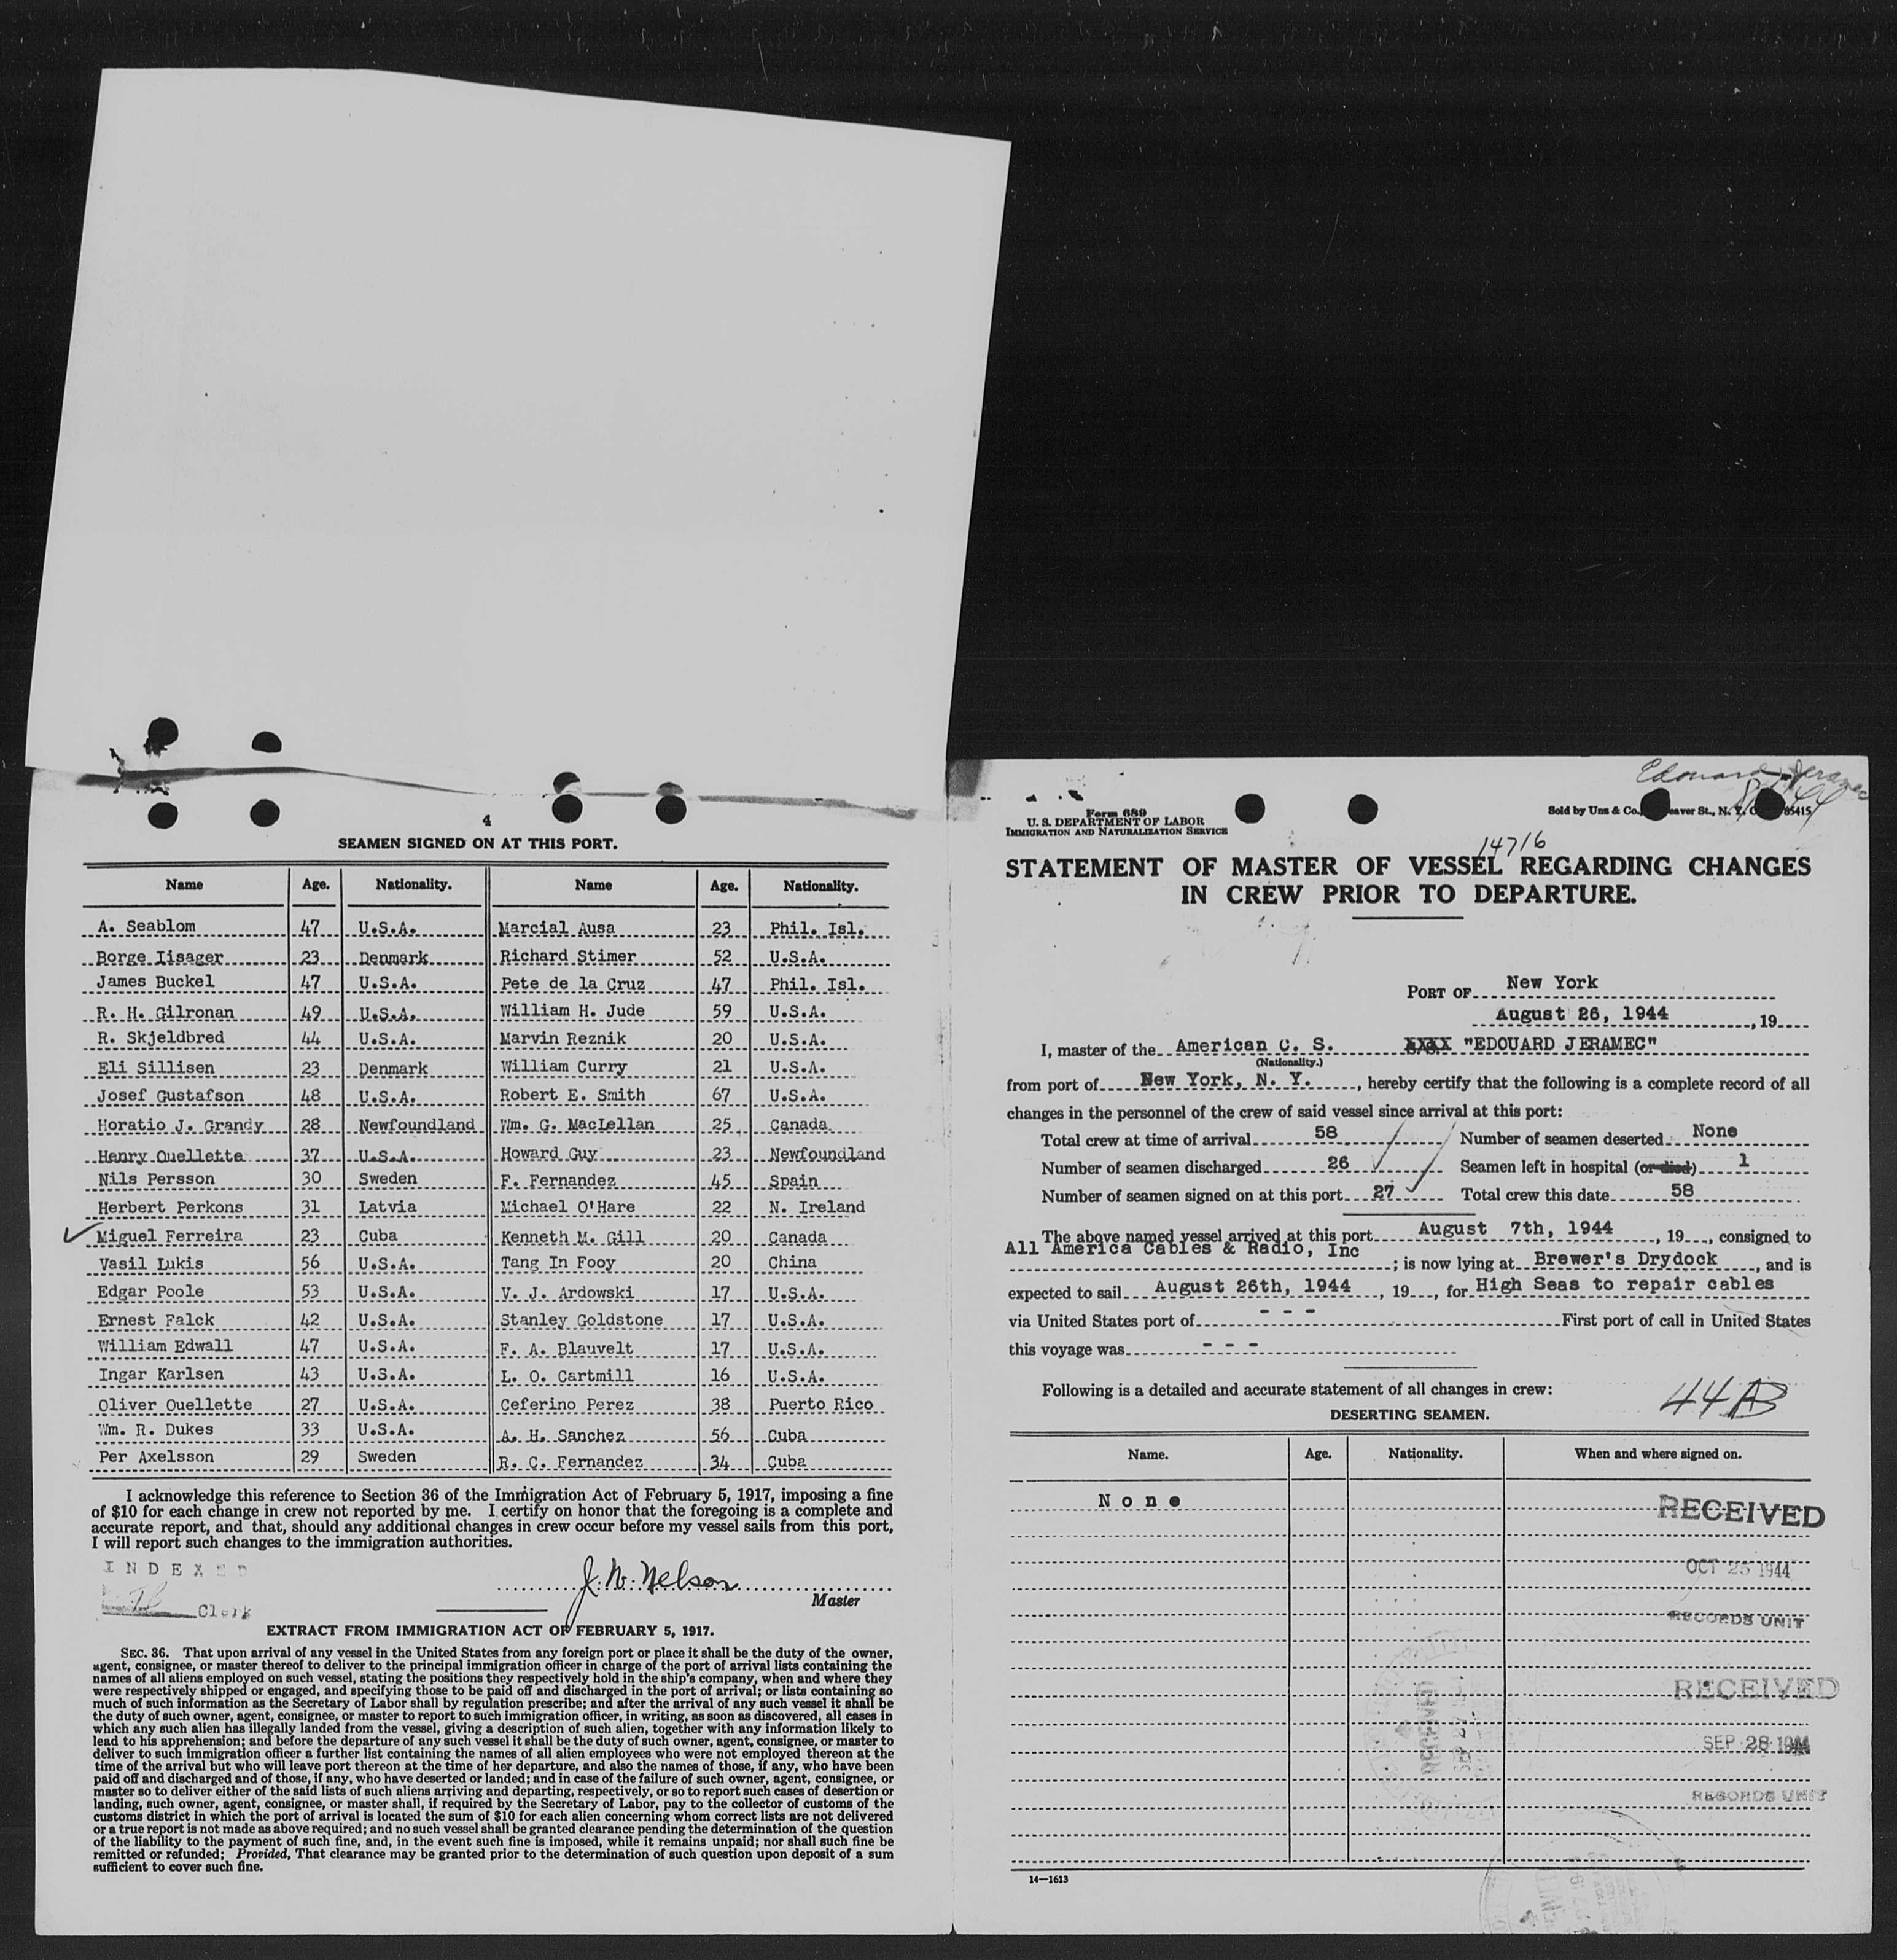 4
SEAMEN SIGNED ON AT THIS PORT.
Name Age. Nationality. Name Age. Nationality.
A. Seablom 47 U.S.A. Marcial Ausa 23 Phil. Isl.
Borge Iisager 23 Denmark Richard Stimer 52 U.S.A.
James Buckel 47 U.S.A. Pete de la Cruz 47 Phil. Isl.
R. H. Gilronan 49 U.S.A. William H. Jude 59 U.S.A.
R. Skjeldbred 44 U.S.A. Marvin Reznik 20 U.S.A.
Eli Sillisen 23 Denmark William Curry 21 U.S.A.
Josef Gustafson 48 U.S.A. Robert E. Smith 67 U.S.A.
Horatio J. Grandy 28 Newfoundland Wm. G. MacLellan 25 Canada
Henry Ouellette 37 U.S.A. Howard Guy 23 Newfoundland
Nils Persson 30 Sweden F. Fernandez 45 Spain
Herbert Perkons 31 Latvia Michael O'Hare 22 N. Ireland
Miguel Ferreira 23 Cuba Kenneth M. Gill 20 Canada
Vasil Lukis 56 U.S.A. Tang In Fooy 20 China
Edgar Poole 53 U.S.A. V. J. Ardowski 17 U.S.A.
Ernest Falck 42 U.S.A. Stanley Goldstone 17 U.S.A.
William Edwall 47 U.S.A. F. A. Blauvelt 17 U.S.A.
Ingar Karlsen 43 U.S.A. L. O. Cartmill 16 U.S.A.
Oliver Ouellette 27 U.S.A. Ceferino Perez 38 Puerto Rico
Wm. R. Dukes 33 U.S.A. A. H. Sanchez 56 Cuba
Per Axelsson 29 Sweden R. C. Fernandez 34 Cuba
I acknowledge this reference to Section 36 of the Immigration Act of February 5, 1917, imposing a fine
of $10 for each change in crew not reported by me. I certify on honor that the foregoing is a complete and
accurate report, and that, should any additional changes in crew occur before my vessel sails from this port,
I will report such changes to the immigration authorities.
INDEXED
Clerk
J. W. Nelson
Master
EXTRACT FROM IMMIGRATION ACT OF FEBRUARY 5, 1917.
SEC. 36. That upon arrival of any vessel in the United States from any foreign port or place it shall be the duty of the owner,
agent, consignee, or master thereof to deliver to the principal immigration officer in charge of the port of arrival lists containing the
names of all aliens employed on such vessel, stating the positions they respectively hold in the ship's company, when and where they
were respectively shipped or engaged, and specifying those to be paid off and discharged in the port of arrival; or lists containing so
much of such information as the Secretary of Labor shall by regulation prescribe; and after the arrival of any such vessel it shall be
the duty of such owner, agent, consignee, or master to report to such immigration officer, in writing, as soon as discovered, all cases in
which any such alien has illegally landed from the vessel, giving a description of such alien, together with any information likely to
lead to his apprehension; and before the departure of any such vessel it shall be the duty of such owner, agent, consignee, or master to
deliver to such immigration officer a further list containing the names of all alien employees who were not employed thereon at the
time of the arrival but who will leave port thereon at the time of her departure, and also the names of those, if any, who have been
paid off and discharged and of those, if any, who have deserted or landed; and in case of the failure of such owner, agent, consignee, or
master so to deliver either of the said lists of such aliens arriving and departing, respectively, or so to report such cases of desertion or
landing, such owner, agent, consignee, or master shall, if required by the Secretary of Labor, pay to the collector of customs of the
customs district in which the port of arrival is located the sum of $10 for each alien concerning whom correct lists are not delivered
or a true report is not made as above required; and no such vessel shall be granted clearance pending the determination of the question
of the liability to the payment of such fine, and, in the event such fine is imposed, while it remains unpaid; nor shall such fine be
remitted or refunded; Provided, That clearance may be granted prior to the determination of such question upon deposit of a sum
sufficient to cover such fine.
Edouard Jeramec
Form 689
U. S. DEPARTMENT OF LABOR
IMMIGRATION AND NATURALIZATION SERVICE
Sold by Unz & Co., eaver St., N. Y. C 85415
14716
STATEMENT OF MASTER OF VESSEL REGARDING CHANGES
IN CREW PRIOR TO DEPARTURE.
PORT OF New York
August 26, 1944, 19
I, master of the American C. S. XXXX "EDOUARD JERAMEC"
(Nationality.)
from port of New York, N. Y., hereby certify that the following is a complete record of all
changes in the personnel of the crew of said vessel since arrival at this port:
Total crew at time of arrival 58 Number of seamen deserted None
Number of seamen discharged 26 Seamen left in hospital (or died) 1
Number of seamen signed on at this port 27 Total crew this date 58
The above named vessel arrived at this port August 7th, 1944, 19, consigned to
All America Cables & Radio, Inc; is now lying at Brewer's Drydock, and is
expected to sail August 26th, 1944, 19, for High Seas to repair cables
via United States port of - - - First port of call in United States
this voyage was - - -
Following is a detailed and accurate statement of all changes in crew:
44AB
DESERTING SEAMEN.
Name. Age. Nationality. When and where signed on.
None
RECEIVED
OCT 25 1944
RECORDS UNIT
RECEIVED
SEP 28 1944
RECORDS UNIT
RECEIVED
SEP 27
14—1613